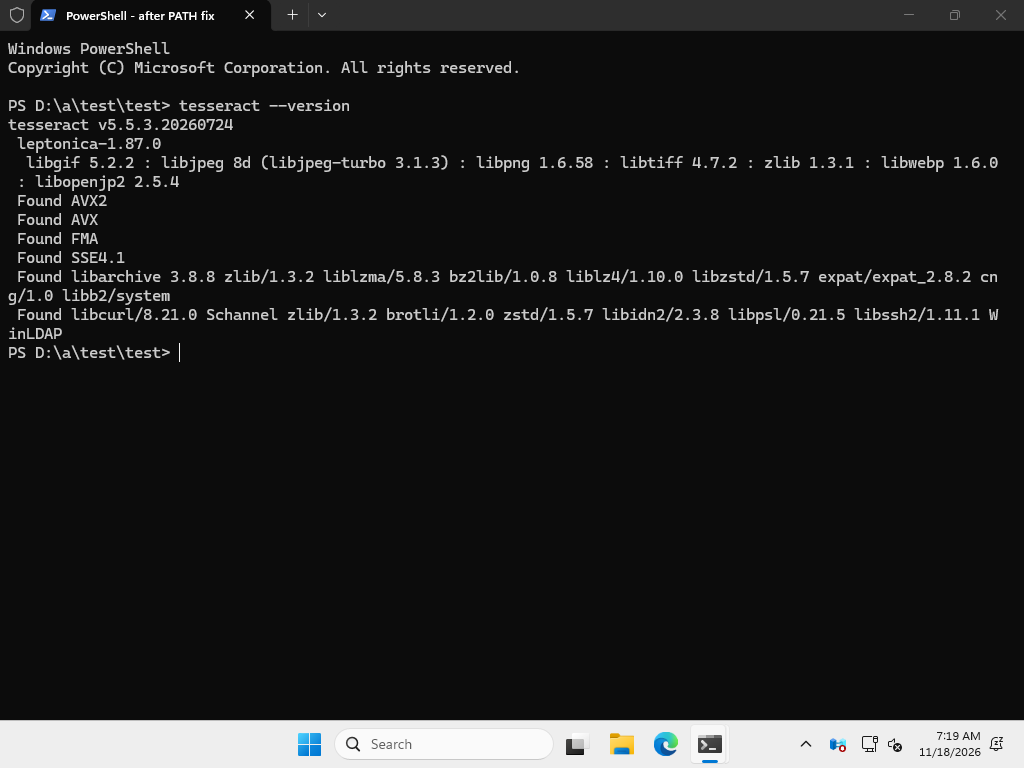 PowerShell - after PATH fix
Windows PowerShell
Copyright (C) Microsoft Corporation. All rights reserved.
PS D:\a\test\test> tesseract --version
tesseract v5.5.3.20260724
 leptonica-1.87.0
  libgif 5.2.2 : libjpeg 8d (libjpeg-turbo 3.1.3) : libpng 1.6.58 : libtiff 4.7.2 : zlib 1.3.1 : libwebp 1.6.0
 : libopenjp2 2.5.4
 Found AVX2
 Found AVX
 Found FMA
 Found SSE4.1
 Found libarchive 3.8.8 zlib/1.3.2 liblzma/5.8.3 bz2lib/1.0.8 liblz4/1.10.0 libzstd/1.5.7 expat/expat_2.8.2 cn
g/1.0 libb2/system
 Found libcurl/8.21.0 Schannel zlib/1.3.2 brotli/1.2.0 zstd/1.5.7 libidn2/2.3.8 libpsl/0.21.5 libssh2/1.11.1 W
inLDAP
PS D:\a\test\test>
Search
7:19 AM
11/18/2026